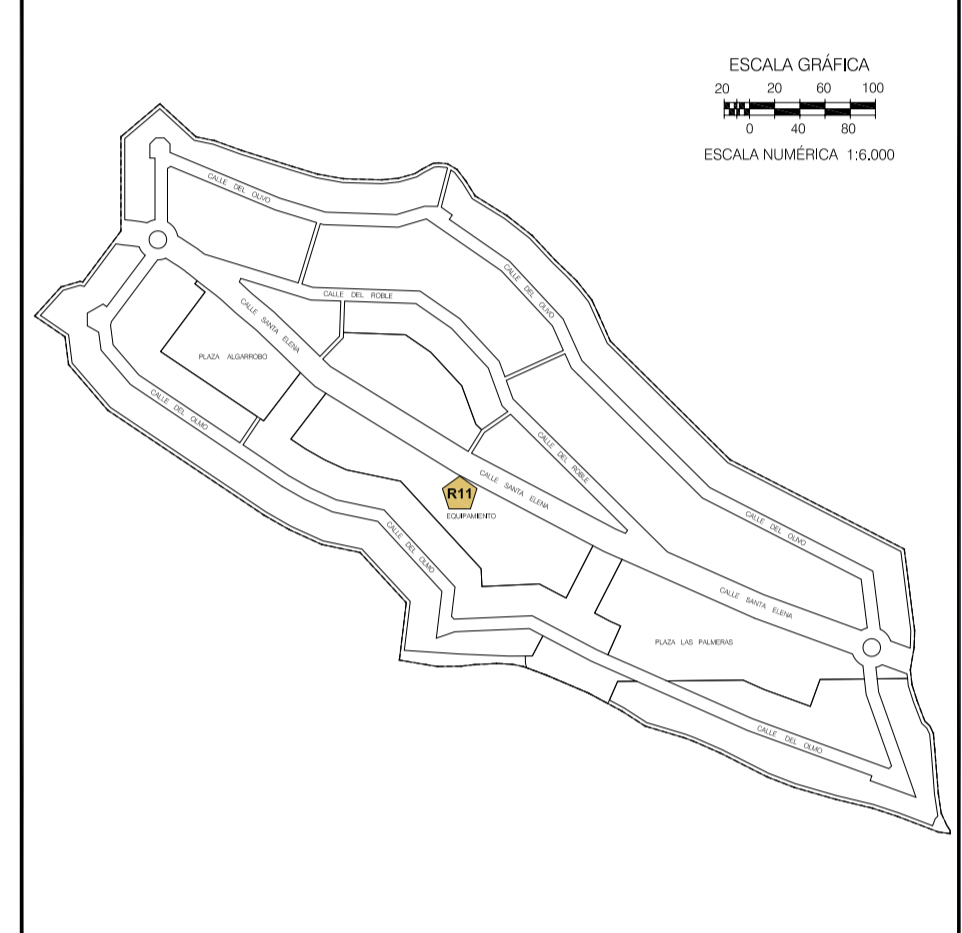 ESCALA GRÁFICA
20 20 60 100
0 40 80
ESCALA NUMÉRICA 1:6.000
CALLE DEL OLIVO
CALLE DEL OLIVO
CALLE DEL ROBLE
CALLE SANTA ELENA
PLAZA ALGARROBO
CALLE DEL OLMO
CALLE DEL ROBLE
CALLE SANTA ELENA
R11
EQUIPAMIENTO
CALLE DEL OLIVO
CALLE DEL OLMO
CALLE SANTA ELENA
PLAZA LAS PALMERAS
CALLE DEL OLMO